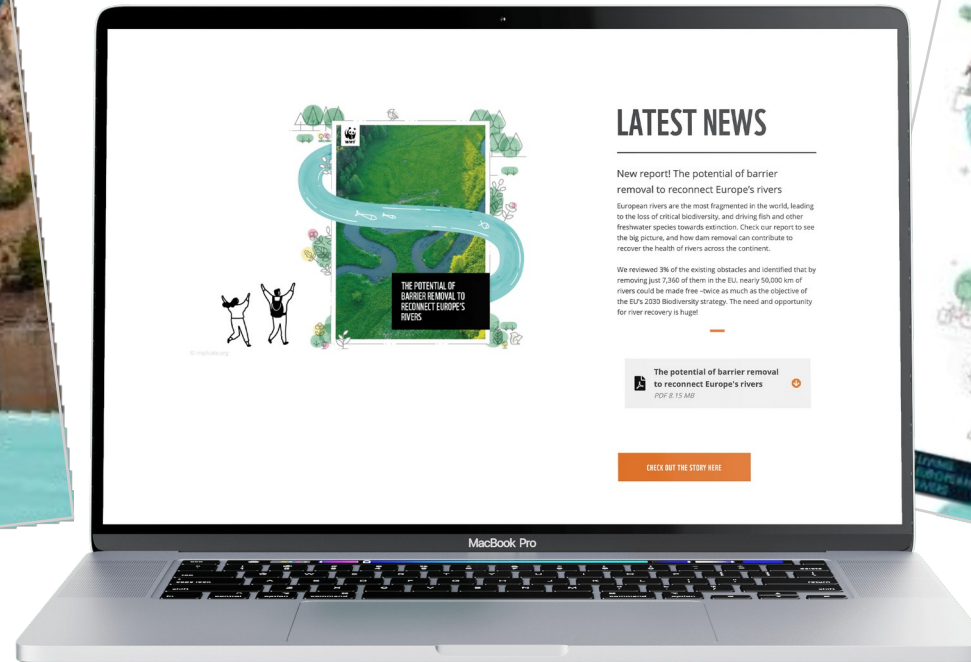 WWF
THE POTENTIAL OF
BARRIER REMOVAL TO
RECONNECT EUROPE'S
RIVERS
LATEST NEWS
New report! The potential of barrier
removal to reconnect Europe's rivers
European rivers are the most fragmented in the world, leading
to the loss of critical biodiversity, and driving fish and other
freshwater species towards extinction. Check our report to see
the big picture, and how dam removal can contribute to
recover the health of rivers across the continent.
We reviewed 3% of the existing obstacles and identified that by
removing just 7,360 of them in the EU. nearly 50,000 km of
rivers could be made free –twice as much as the objective of
the EU's 2030 Biodiversity strategy. The need and opportunity
for river recovery is huge!
The potential of barrier removal
to reconnect Europe's rivers
PDF 8.15 MB
CHECK OUT THE STORY HERE
MacBook Pro